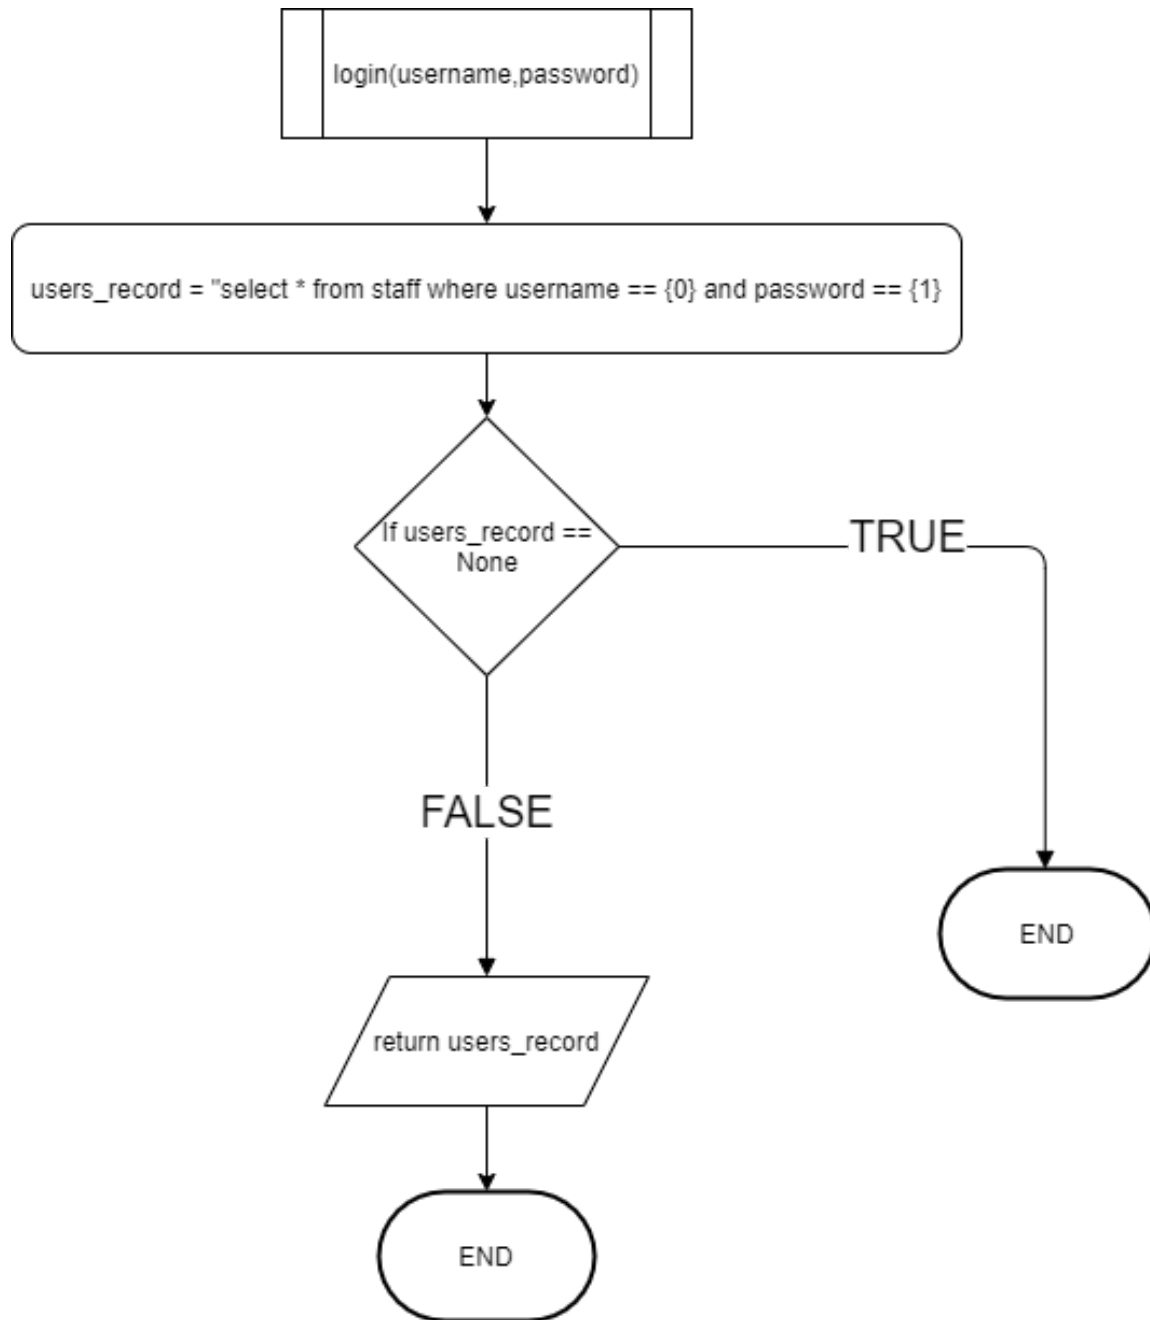 login(username,password)
users_record = "select * from staff where username == {0} and password == {1}
If users_record ==
None
TRUE
FALSE
END
return users_record
END